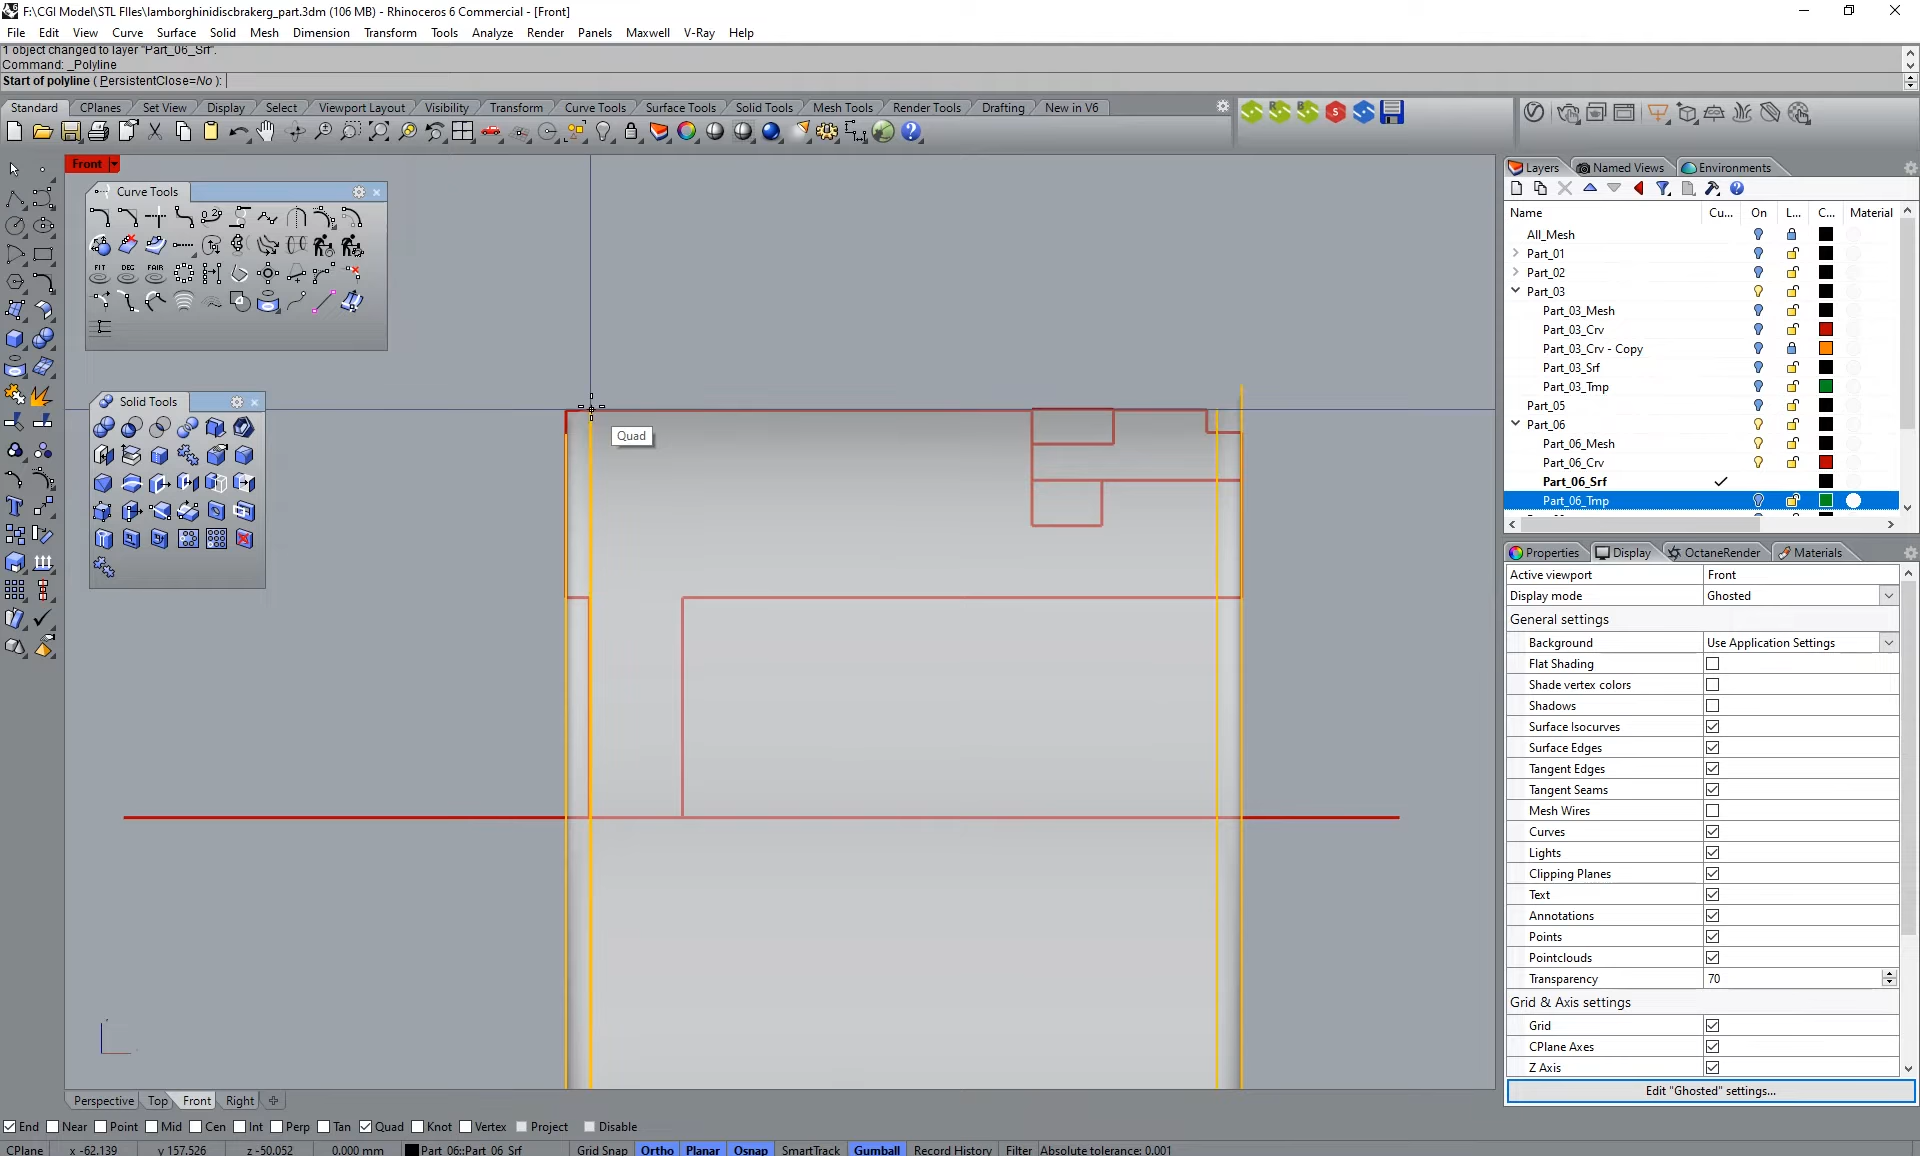 F:\CGI Model\STL FIles\lamborghinidiscbrakerg_part.3dm (106 MB) - Rhinoceros 6 Commercial - [Front]
File Edit View Curve Surface Solid Mesh Dimension Transform Tools Analyze Render Panels Maxwell V-Ray Help
1 object changed to layer "Part_06_Srf".
Command: _Polyline
Start of polyline ( PersistentClose=No ):
Standard CPlanes Set View Display Select Viewport Layout Visibility Transform Curve Tools Surface Tools Solid Tools Mesh Tools Render Tools Drafting New in V6
Front
Curve Tools
FIT DEG FAIR
Solid Tools
Quad
Layers Named Views Environments
Name Cu... On L... C... Material
All_Mesh
Part_01
Part_02
Part_03
Part_03_Mesh
Part_03_Crv
Part_03_Crv - Copy
Part_03_Srf
Part_03_Tmp
Part_05
Part_06
Part_06_Mesh
Part_06_Crv
Part_06_Srf
Part_06_Tmp
Properties Display OctaneRender Materials
Active viewport Front
Display mode Ghosted
General settings
Background Use Application Settings
Flat Shading
Shade vertex colors
Shadows
Surface Isocurves
Surface Edges
Tangent Edges
Tangent Seams
Mesh Wires
Curves
Lights
Clipping Planes
Text
Annotations
Points
Pointclouds
Transparency 70
Grid & Axis settings
Grid
CPlane Axes
Z Axis
Edit "Ghosted" settings...
Perspective Top Front Right
End Near Point Mid Cen Int Perp Tan Quad Knot Vertex Project Disable
CPlane x -62.139 y 157.526 z -50.052 0.000 mm Part_06::Part_06_Srf Grid Snap Ortho Planar Osnap SmartTrack Gumball Record History Filter Absolute tolerance: 0.001